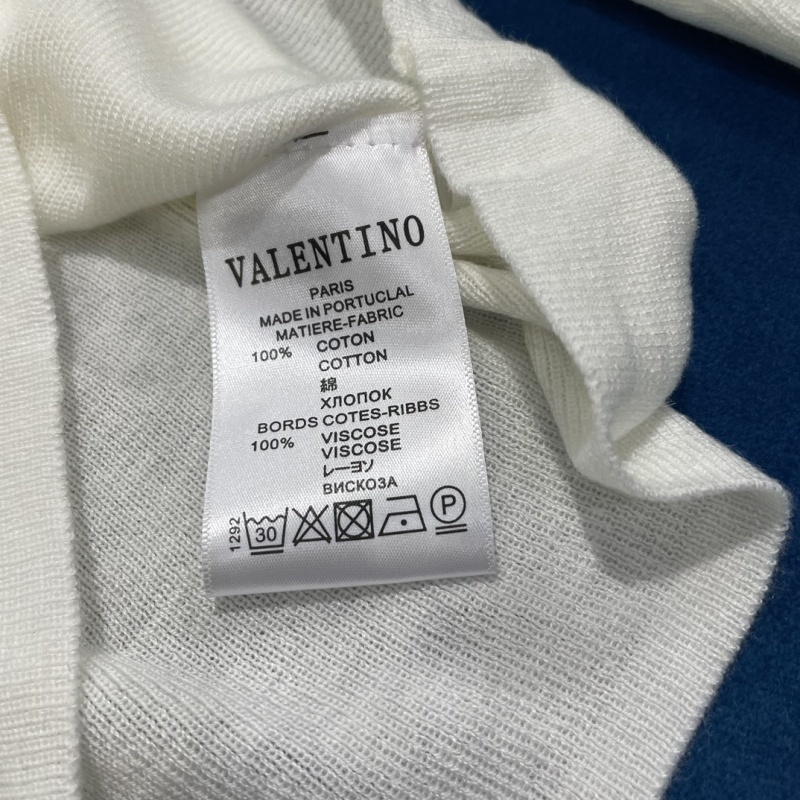 VALENTINO
PARIS
MADE IN PORTUCLAL
MATIERE-FABRIC
100% COTON
COTTON
綿
ХЛОПОК
BORDS COTES-RIBBS
100% VISCOSE
VISCOSE
レーヨン
ВИСКОЗА
1292
30
P